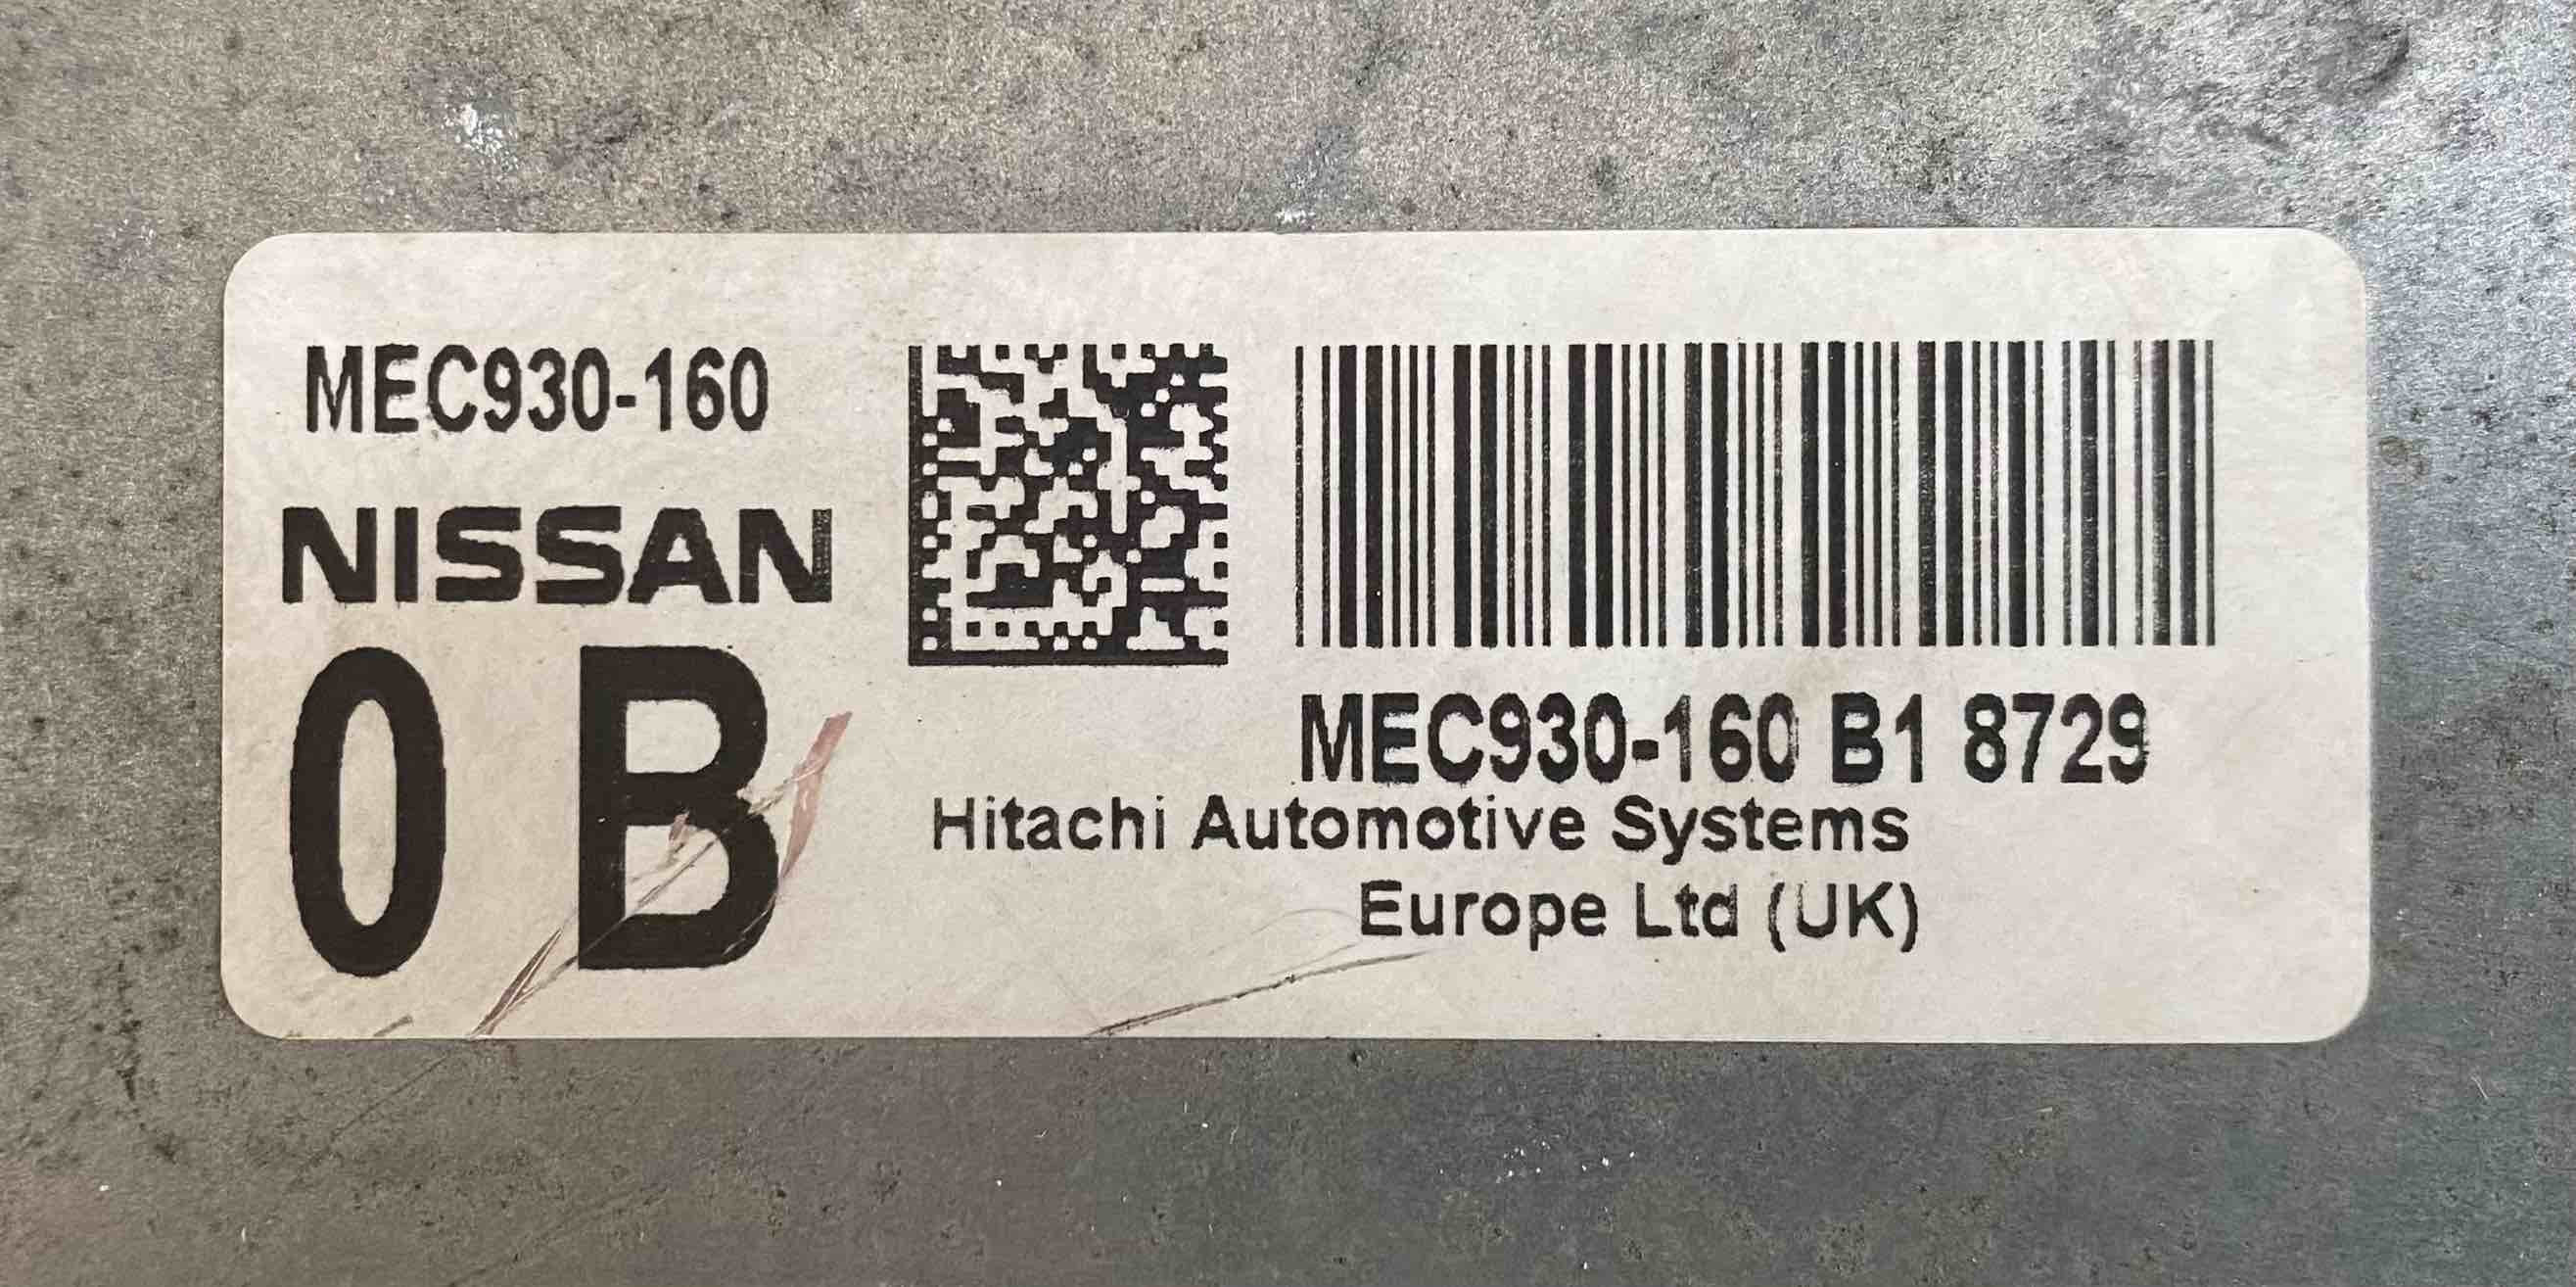 MEC930-160
NISSAN
0 B
MEC930-160 B1 8729
Hitachi Automotive Systems
Europe Ltd (UK)